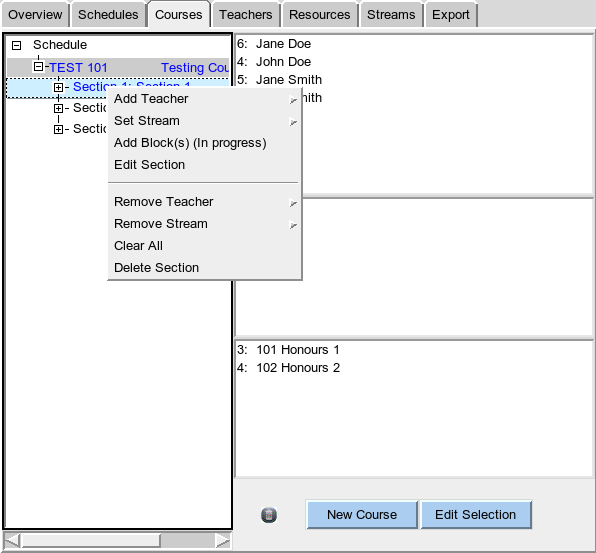 Overview Schedules Courses Teachers Resources Streams Export
Schedule
TEST 101 Testing Cou
Section 1: Section 1
Sectio
Sectio
Add Teacher
Set Stream
Add Block(s) (In progress)
Edit Section
Remove Teacher
Remove Stream
Clear All
Delete Section
6: Jane Doe
4: John Doe
5: Jane Smith
mith
3: 101 Honours 1
4: 102 Honours 2
New Course Edit Selection